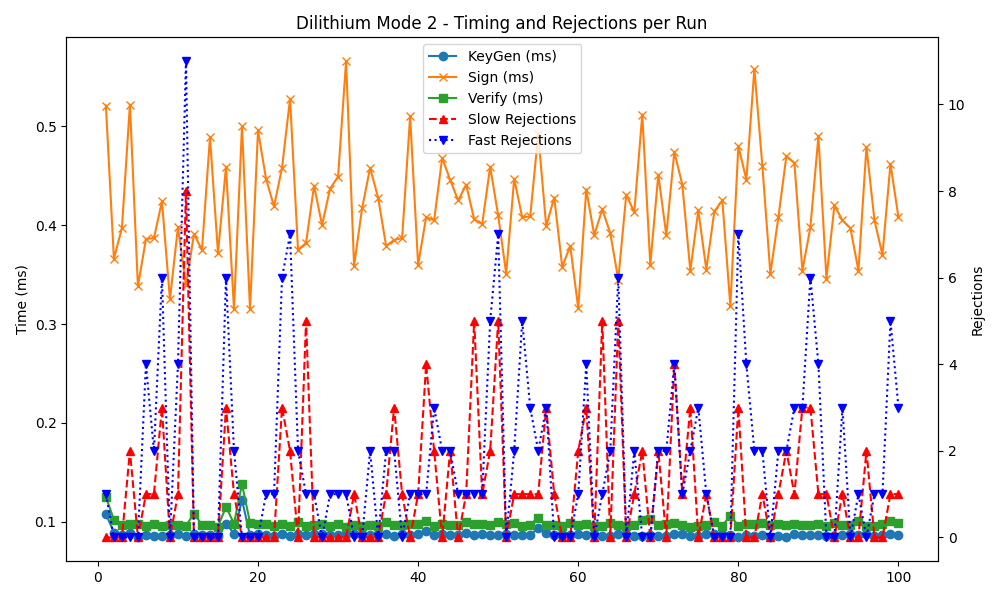 Dilithium Mode 2 - Timing and Rejections per Run
KeyGen (ms)
Sign (ms)
Verify (ms)
Slow Rejections
Fast Rejections
Time (ms)
0.5
0.4
0.3
0.2
0.1
Rejections
10
8
6
4
2
0
0 20 40 60 80 100